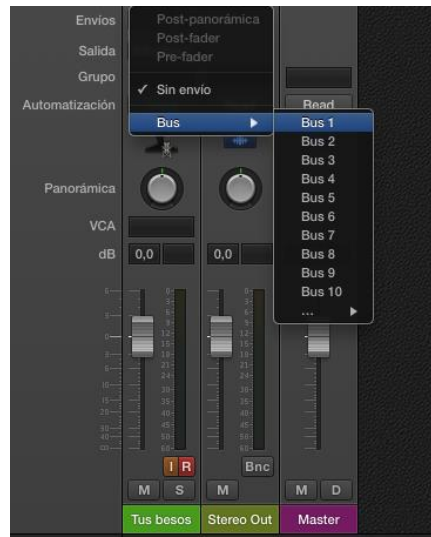 Envíos
Salida
Grupo
Automatización
Panorámica
VCA
dB
Post-panorámica
Post-fader
Pre-fader
✓ Sin envío
Bus
Read
Bus 1
Bus 2
Bus 3
Bus 4
Bus 5
Bus 6
Bus 7
Bus 8
Bus 9
Bus 10
...
0,0
0,0
I R
Bnc
M S
M
M D
Tus besos
Stereo Out
Master